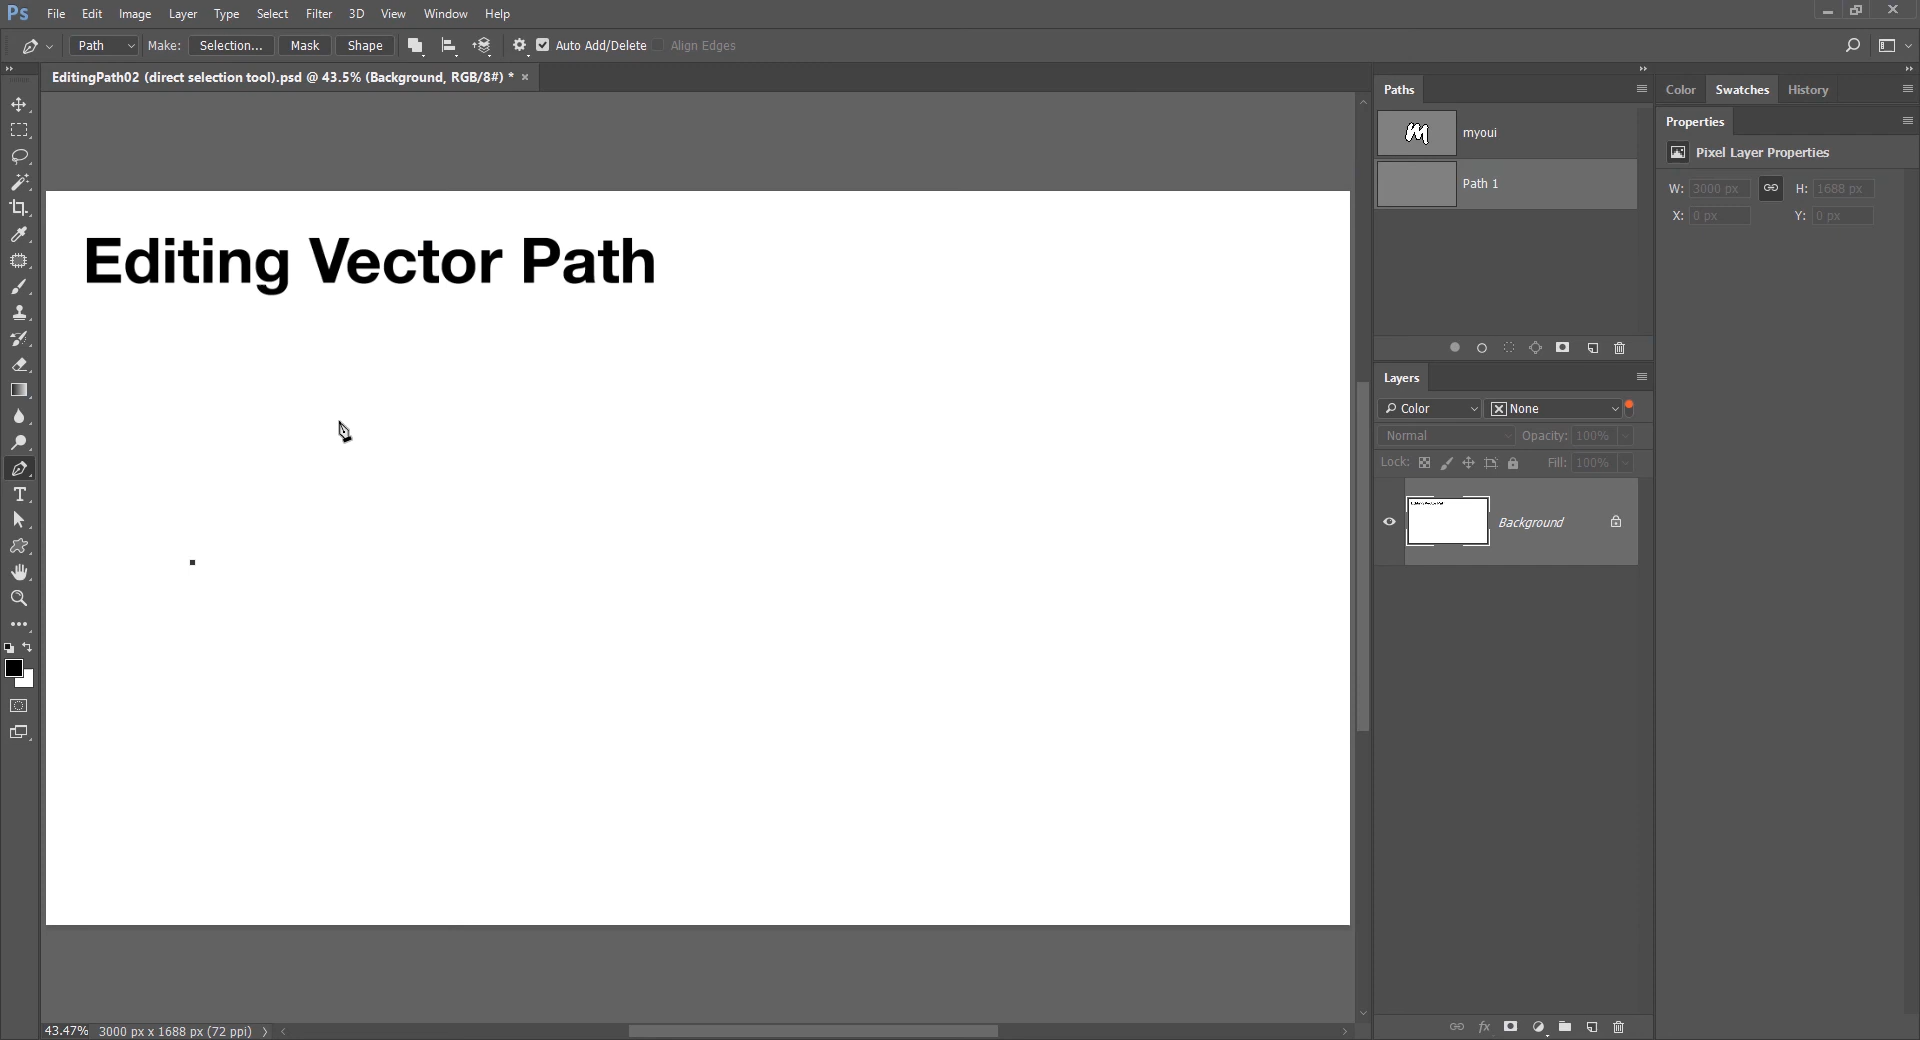 Ps File Edit Image Layer Type Select Filter 3D View Window Help
Path Make: Selection... Mask Shape Auto Add/Delete Align Edges
EditingPath02 (direct selection tool).psd @ 43.5% (Background, RGB/8#) * ×
Editing Vector Path
43.47% 3000 px x 1688 px (72 ppi)
Paths
myoui
Path 1
Layers
Color None
Normal Opacity: 100%
Lock: Fill: 100%
Background
Color Swatches History
Properties
Pixel Layer Properties
W: 3000 px H: 1688 px
X: 0 px Y: 0 px